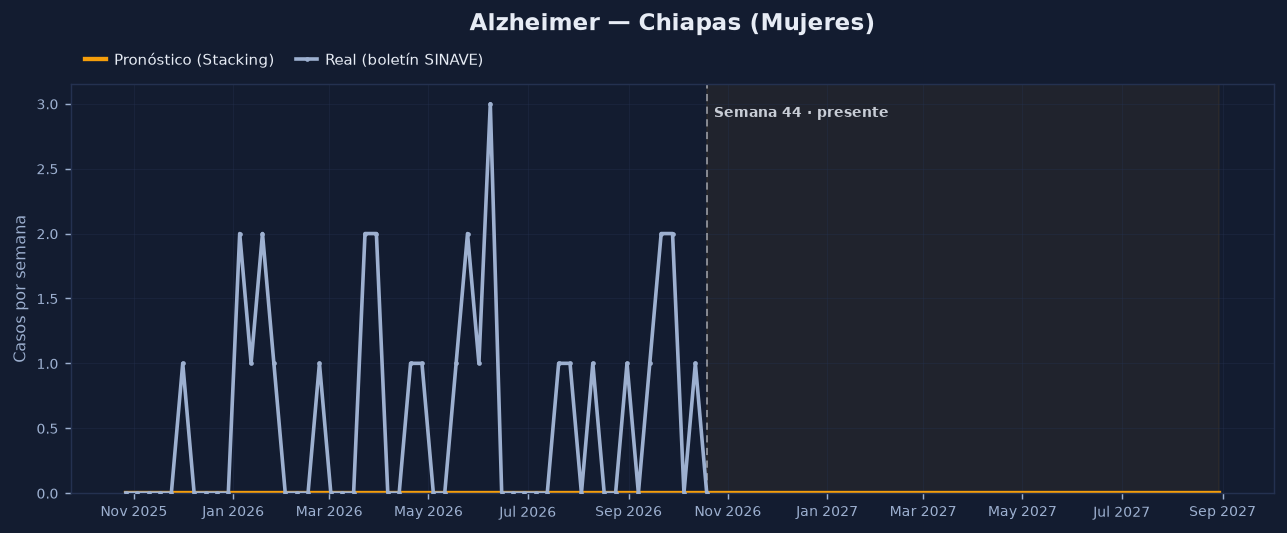 Alzheimer — Chiapas (Mujeres)
Pronóstico (Stacking)
Real (boletín SINAVE)
Semana 44 · presente
Casos por semana
3.0
2.5
2.0
1.5
1.0
0.5
0.0
Nov 2025
Jan 2026
Mar 2026
May 2026
Jul 2026
Sep 2026
Nov 2026
Jan 2027
Mar 2027
May 2027
Jul 2027
Sep 2027